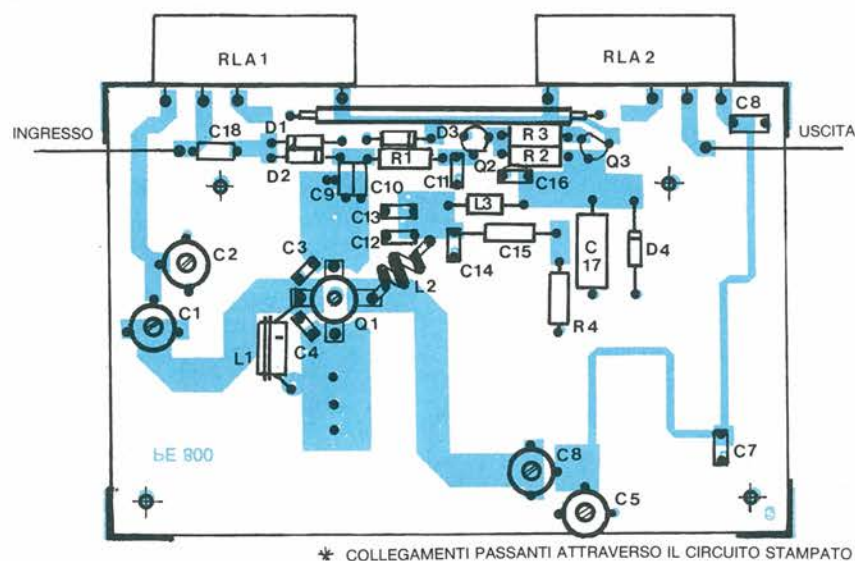 RLA1
RLA2
C8
INGRESSO
C18
D1
D3
R3
USCITA
D2
R1
Q2
R2
Q3
C9
C10
C11
C16
C13
L3
C12
C2
C3
C14
C15
C 17
D4
L2
C1
Q1
R4
L1
C4
PE 800
C8
C7
C5
* COLLEGAMENTI PASSANTI ATTRAVERSO IL CIRCUITO STAMPATO